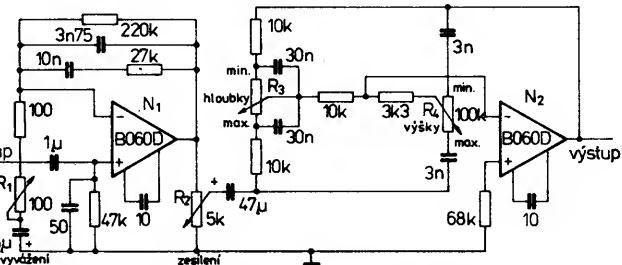 220k
3n75
10n
27k
100
N1
B060D
1µ
R1
100
50
47k
10
R2
5k
47µ
vyvážení
zesílení
10k
30n
min.
hloubky
R3
max.
30n
10k
10k
3k3
3n
min.
100k
R4
výšky
max.
3n
N2
B060D
výstup
68k
10